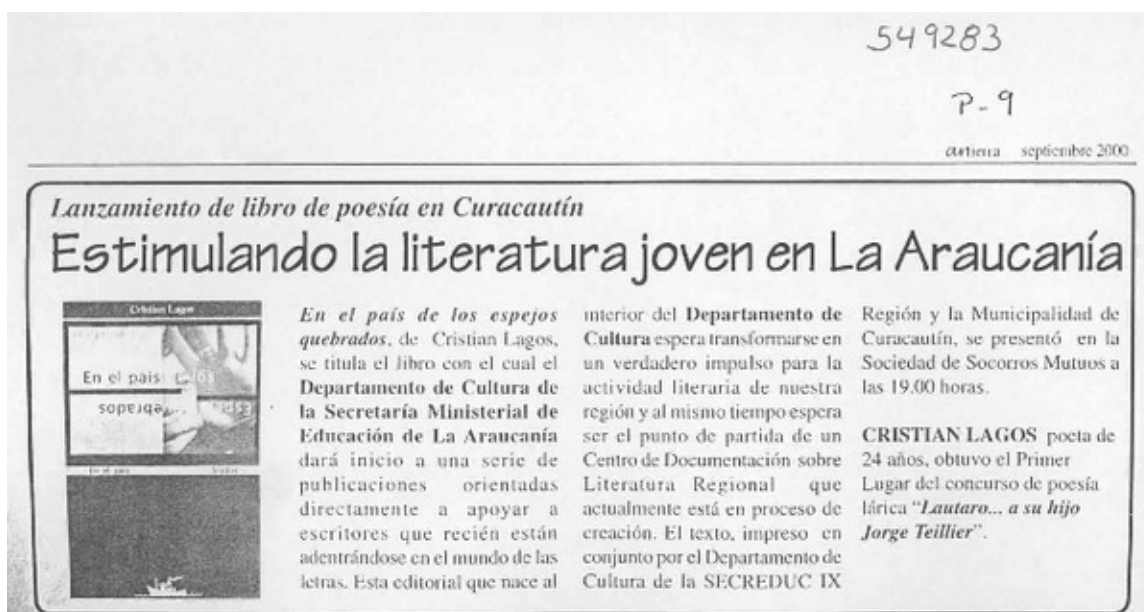 549283
P-9
artierra septiembre 2000
Lanzamiento de libro de poesía en Curacautín
Estimulando la literatura joven en La Araucanía
Cristian Lagos
En el país
En el país de los espejos
quebrados, de Cristian Lagos,
se titula el libro con el cual el
Departamento de Cultura de
la Secretaría Ministerial de
Educación de La Araucanía
dará inicio a una serie de
publicaciones orientadas
directamente a apoyar a
escritores que recién están
adentrándose en el mundo de las
letras. Esta editorial que nace al
interior del Departamento de
Cultura espera transformarse en
un verdadero impulso para la
actividad literaria de nuestra
región y al mismo tiempo espera
ser el punto de partida de un
Centro de Documentación sobre
Literatura Regional que
actualmente está en proceso de
creación. El texto, impreso en
conjunto por el Departamento de
Cultura de la SECREDUC IX
Región y la Municipalidad de
Curacautín, se presentó en la
Sociedad de Socorros Mutuos a
las 19.00 horas.
CRISTIAN LAGOS poeta de
24 años, obtuvo el Primer
Lugar del concurso de poesía
lárica “Lautaro... a su hijo
Jorge Teillier”.